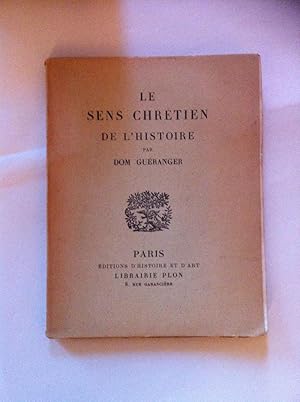 LE
SENS CHRÉTIEN
DE L'HISTOIRE
PAR
DOM GUÉRANGER
PARIS
ÉDITIONS D'HISTOIRE ET D'ART
LIBRAIRIE PLON
8, RUE GARANCIÈRE